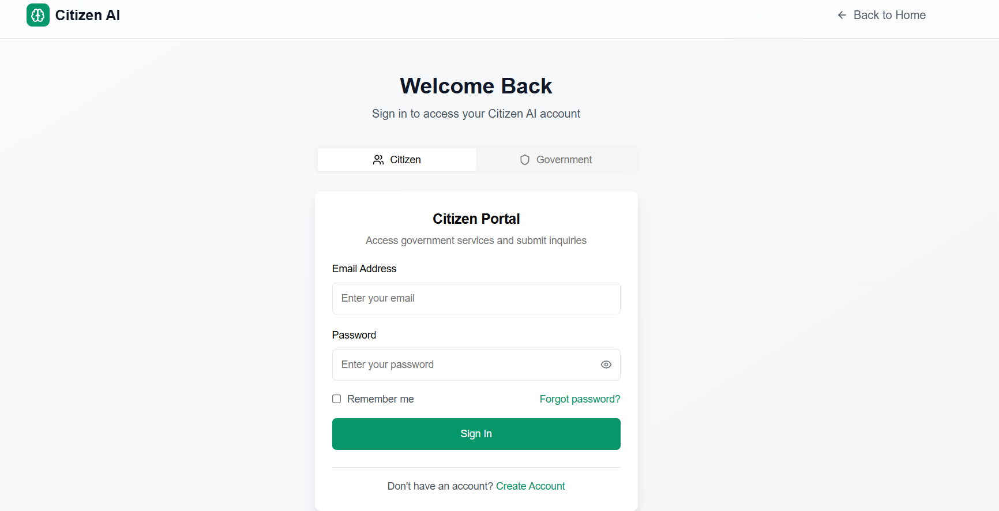 Citizen AI
Back to Home
Welcome Back
Sign in to access your Citizen AI account
Citizen
Government
Citizen Portal
Access government services and submit inquiries
Email Address
Enter your email
Password
Enter your password
Remember me
Forgot password?
Sign In
Don't have an account? Create Account